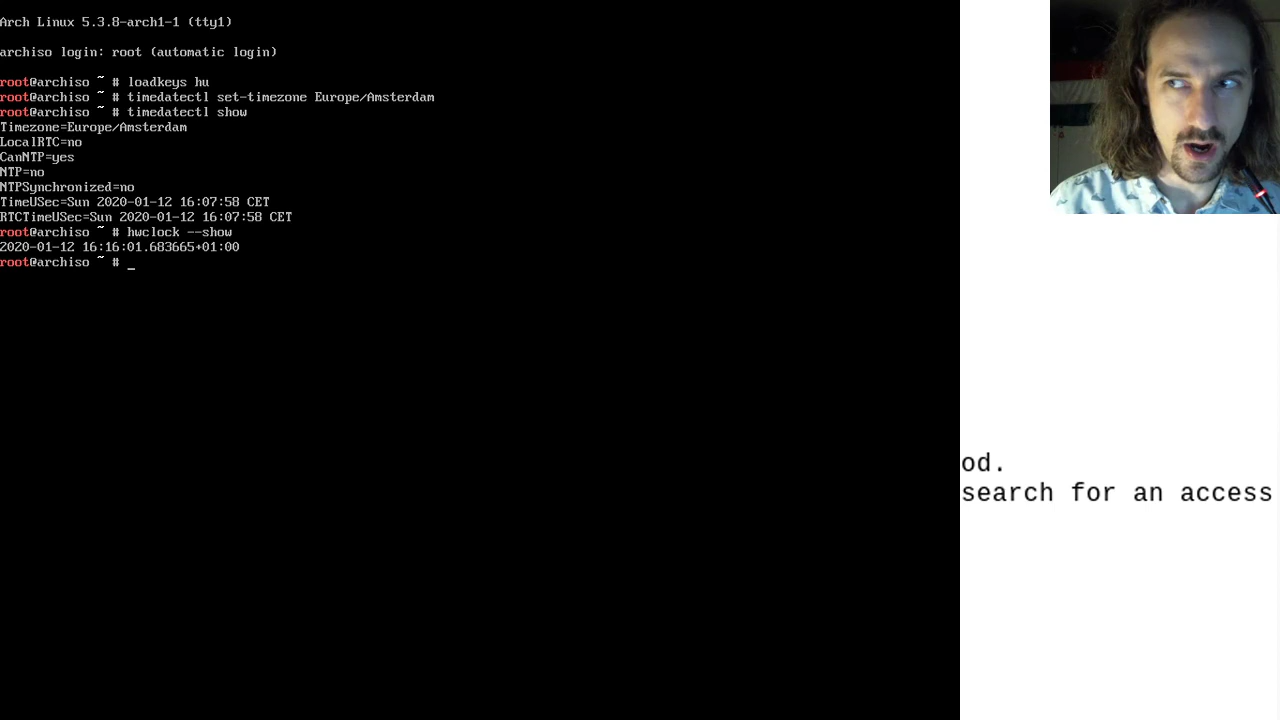 Arch Linux 5.3.8-arch1-1 (tty1)
archiso login: root (automatic login)
root@archiso ~ # loadkeys hu
root@archiso ~ # timedatectl set-timezone Europe/Amsterdam
root@archiso ~ # timedatectl show
Timezone=Europe/Amsterdam
LocalRTC=no
CanNTP=yes
NTP=no
NTPSynchronized=no
TimeUSec=Sun 2020-01-12 16:07:58 CET
RTCTimeUSec=Sun 2020-01-12 16:07:58 CET
root@archiso ~ # hwclock --show
2020-01-12 16:16:01.683665+01:00
root@archiso ~ # _
od.
search for an access